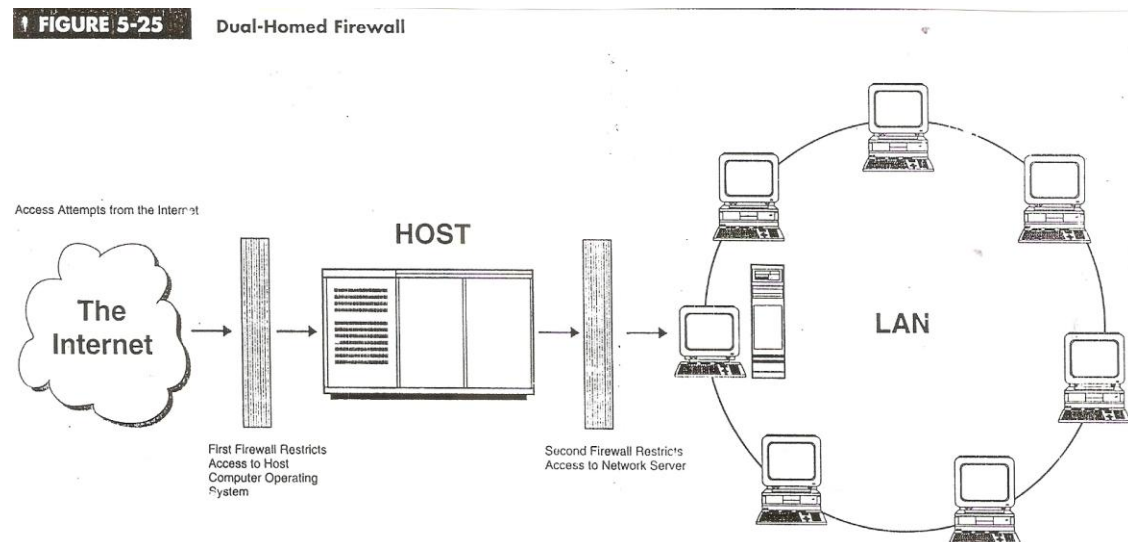 FIGURE 5-25 Dual-Homed Firewall
Access Attempts from the Internet
The
Internet
First Firewall Restricts
Access to Host
Computer Operating
System
HOST
Second Firewall Restricts
Access to Network Server
LAN